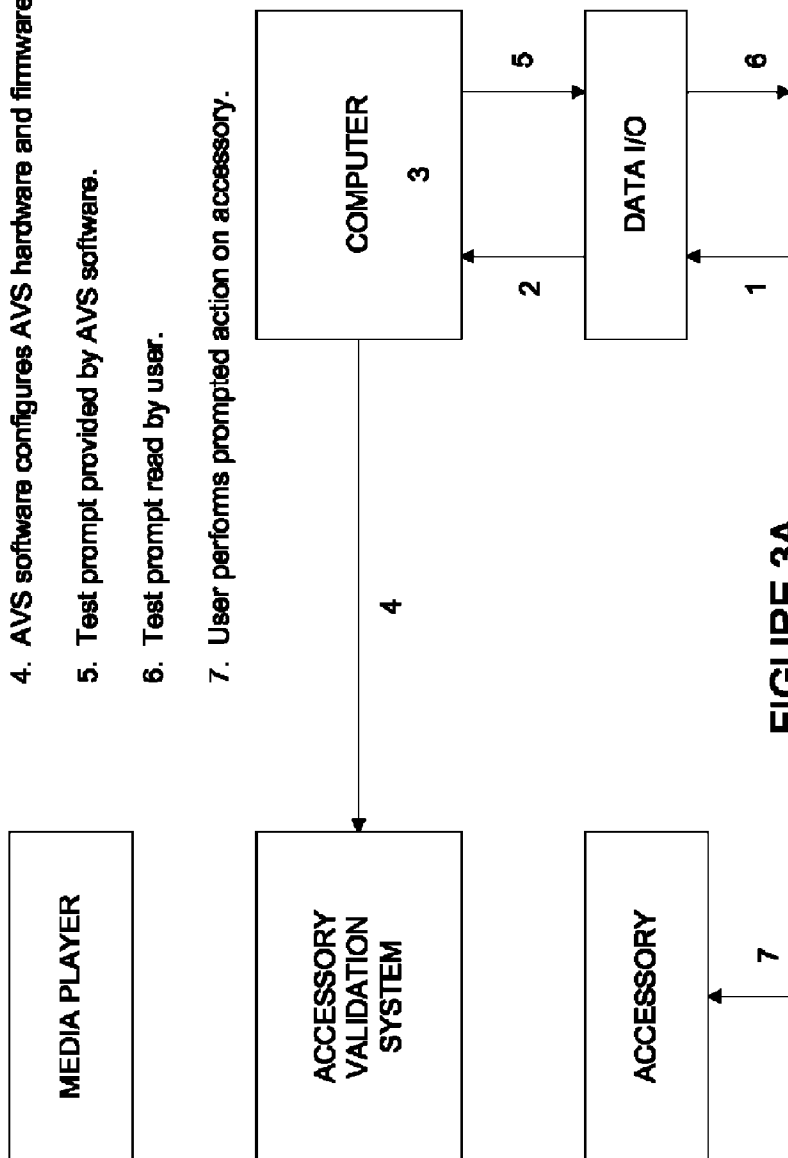 4. AVS software configures AVS hardware and firmware
5. Test prompt provided by AVS software.
6. Test prompt read by user.
7. User performs prompted action on accessory.
MEDIA PLAYER
ACCESSORY
VALIDATION
SYSTEM
4
COMPUTER
3
2
5
ACCESSORY
DATA I/O
7
1
6
FIGURE 3A